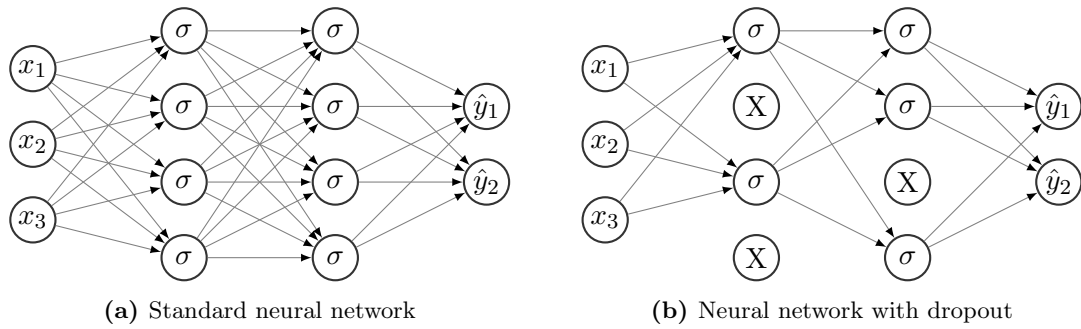 σ σ σ σ
x₁ x₁
σ σ ŷ₁ X σ ŷ₁
x₂ x₂
σ σ ŷ₂ σ X ŷ₂
x₃ x₃
σ σ X σ
(a) Standard neural network (b) Neural network with dropout